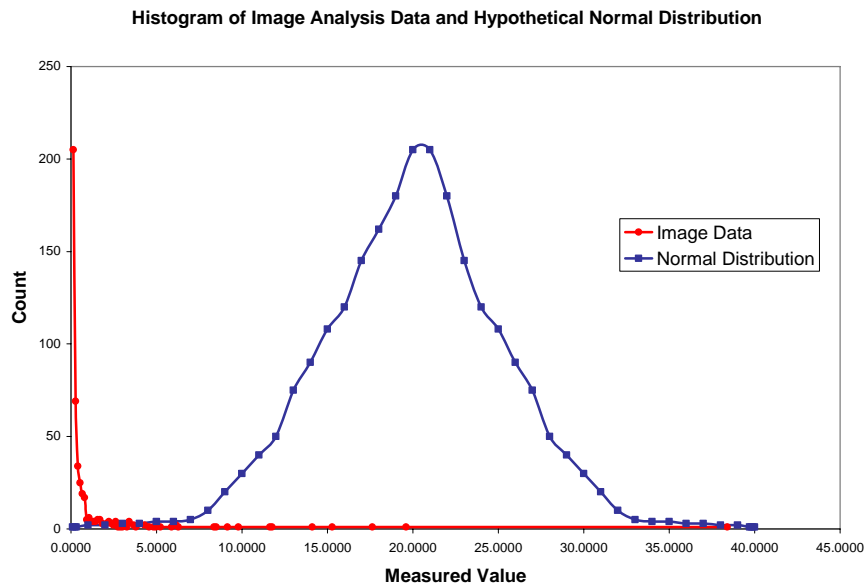 Histogram of Image Analysis Data and Hypothetical Normal Distribution
250
200
150
100
50
0
Count
Image Data
Normal Distribution
0.0000 5.0000 10.0000 15.0000 20.0000 25.0000 30.0000 35.0000 40.0000 45.0000
Measured Value